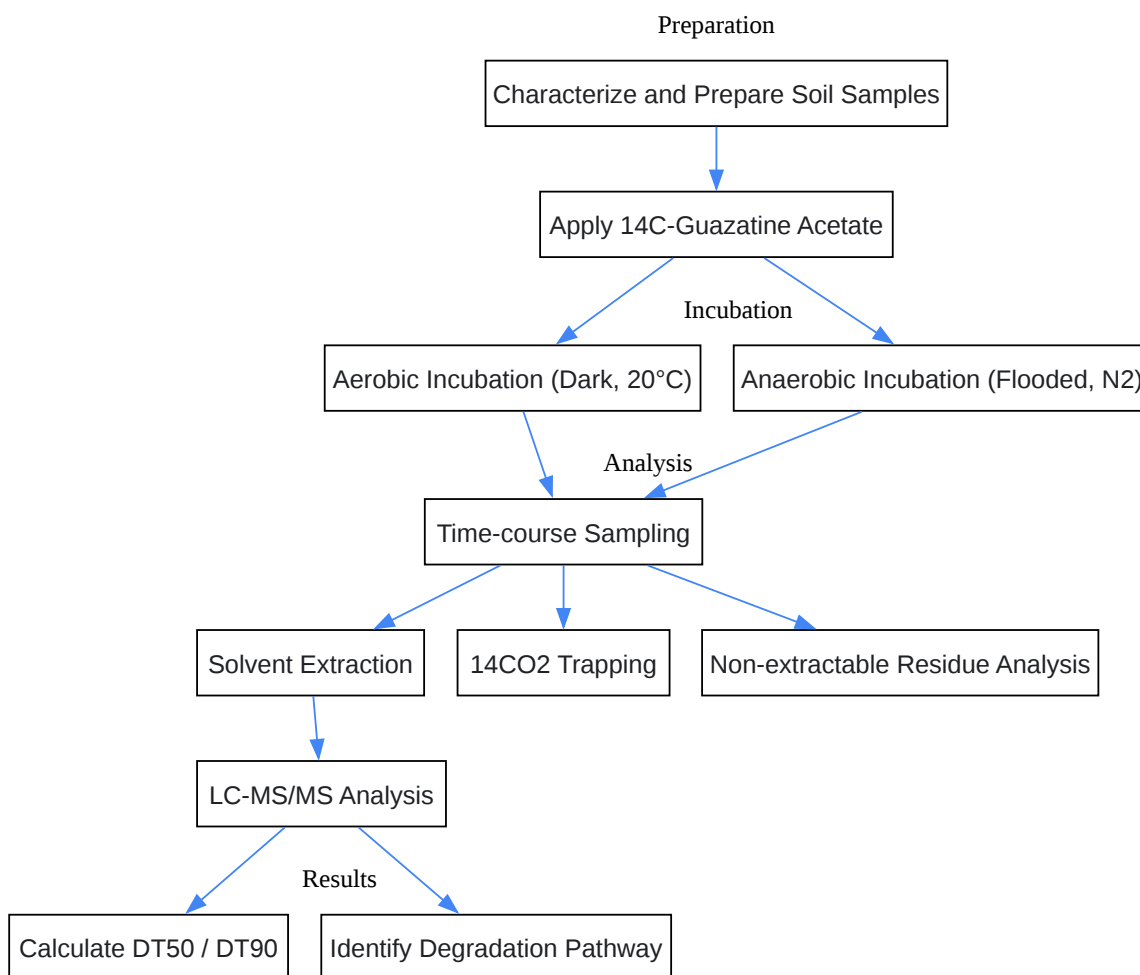 Preparation
Characterize and Prepare Soil Samples
Apply 14C-Guazatine Acetate
Incubation
Aerobic Incubation (Dark, 20°C)
Anaerobic Incubation (Flooded, N2)
Analysis
Time-course Sampling
Solvent Extraction
14CO2 Trapping
Non-extractable Residue Analysis
LC-MS/MS Analysis
Results
Calculate DT50 / DT90
Identify Degradation Pathway